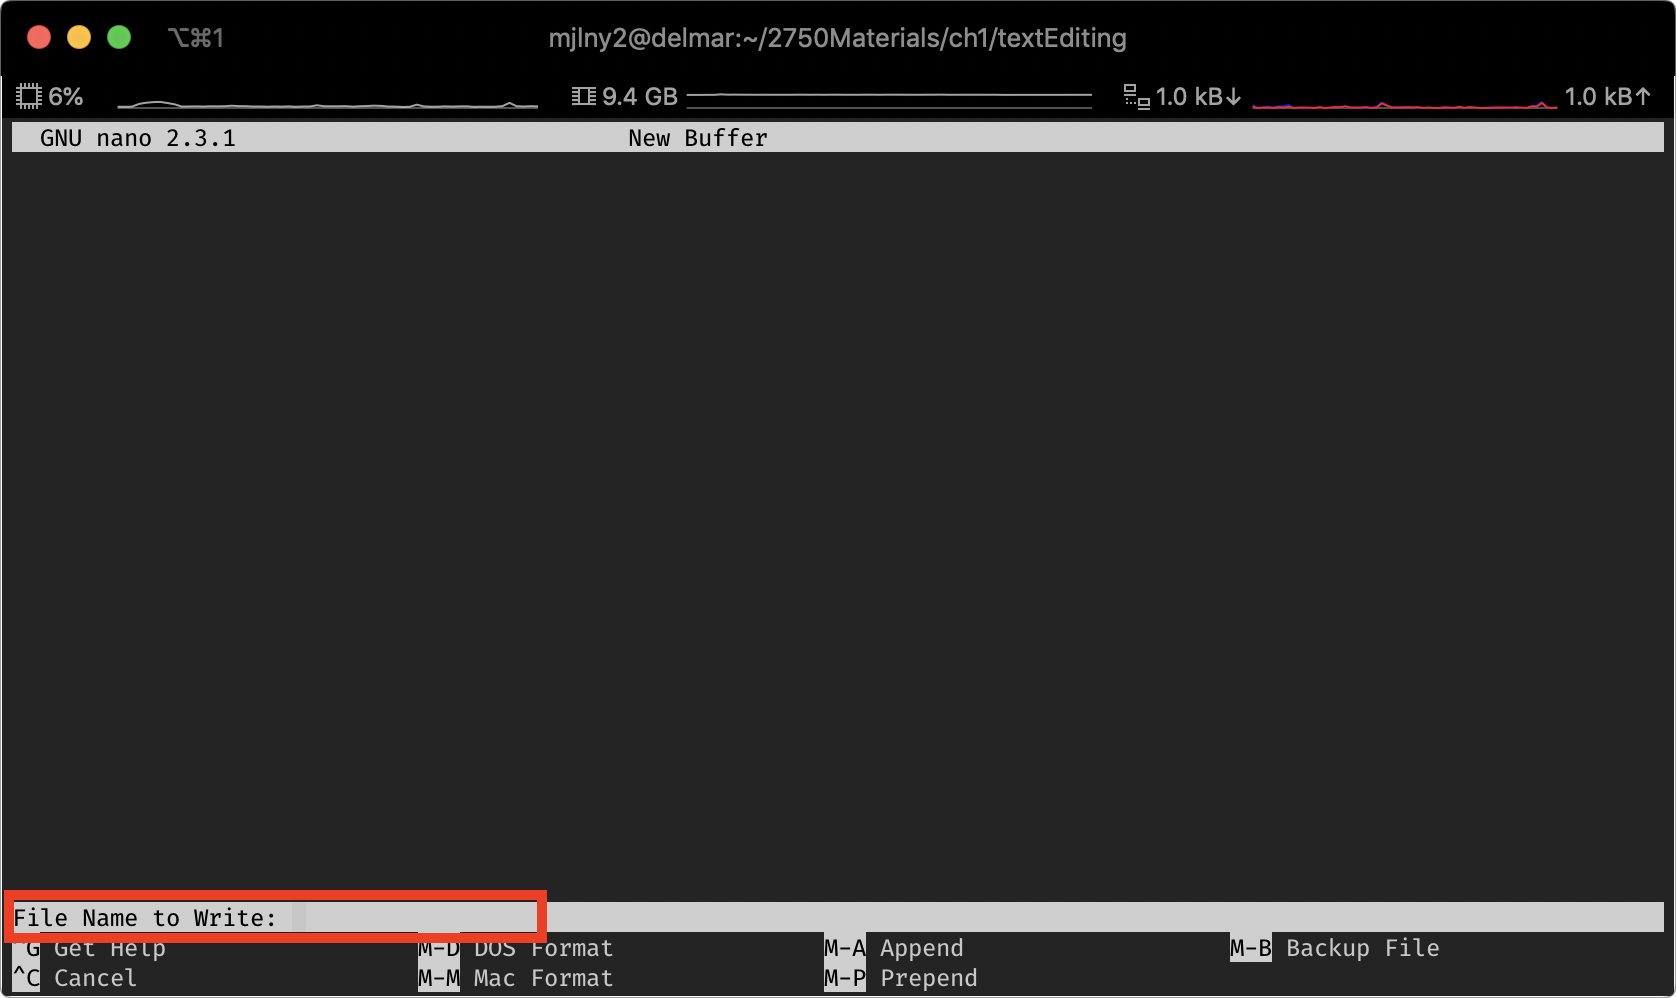 ⌥⌘1 mjlny2@delmar:~/2750Materials/ch1/textEditing
6% 9.4 GB 1.0 kB↓ 1.0 kB↑
GNU nano 2.3.1 New Buffer
File Name to Write:
^G Get Help M-D DOS Format M-A Append M-B Backup File
^C Cancel M-M Mac Format M-P Prepend